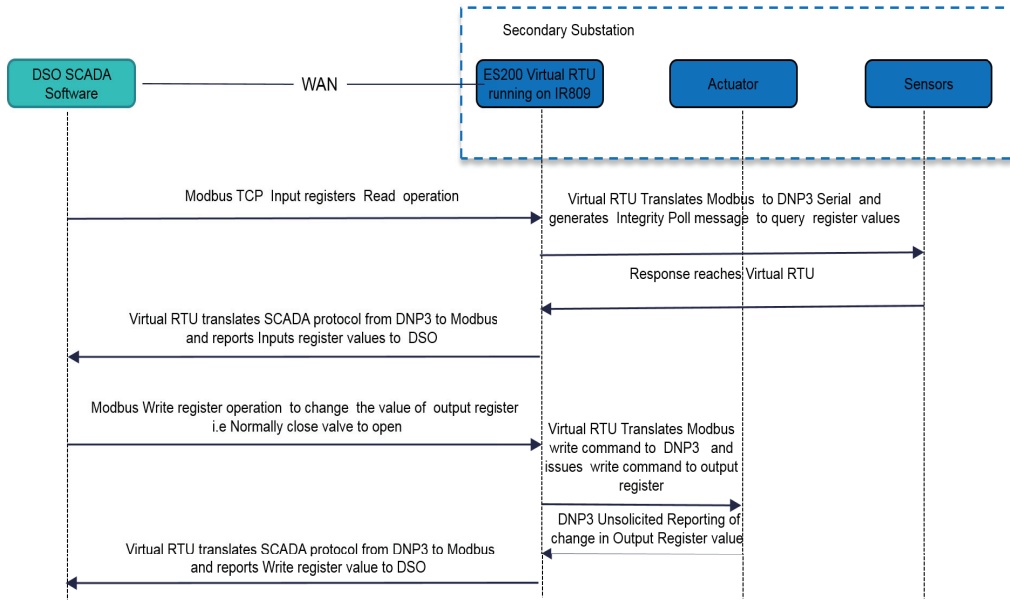 Secondary Substation
DSO SCADA
Software
WAN
ES200 Virtual RTU
running on IR809
Actuator
Sensors
Modbus TCP Input registers Read operation
Virtual RTU Translates Modbus to DNP3 Serial and
generates Integrity Poll message to query register values
Response reaches Virtual RTU
Virtual RTU translates SCADA protocol from DNP3 to Modbus
and reports Inputs register values to DSO
Modbus Write register operation to change the value of output register
i.e Normally close valve to open
Virtual RTU Translates Modbus
write command to DNP3 and
issues write command to output
register
DNP3 Unsolicited Reporting of
change in Output Register value
Virtual RTU translates SCADA protocol from DNP3 to Modbus
and reports Write register value to DSO